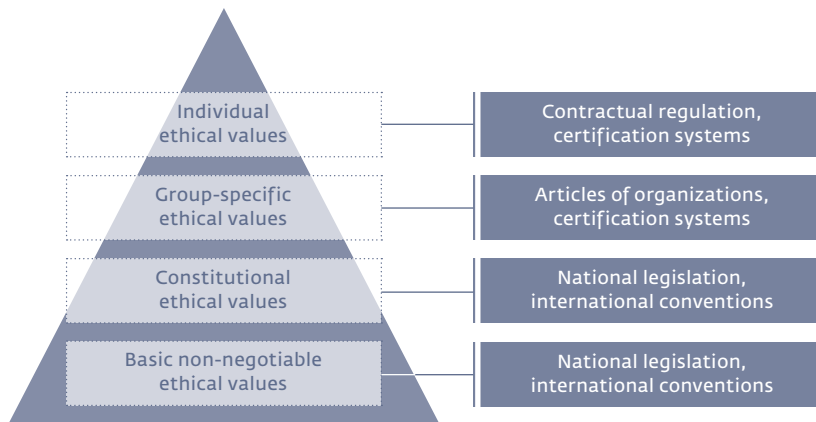 Individual
ethical values
Contractual regulation,
certification systems
Group-specific
ethical values
Articles of organizations,
certification systems
Constitutional
ethical values
National legislation,
international conventions
Basic non-negotiable
ethical values
National legislation,
international conventions